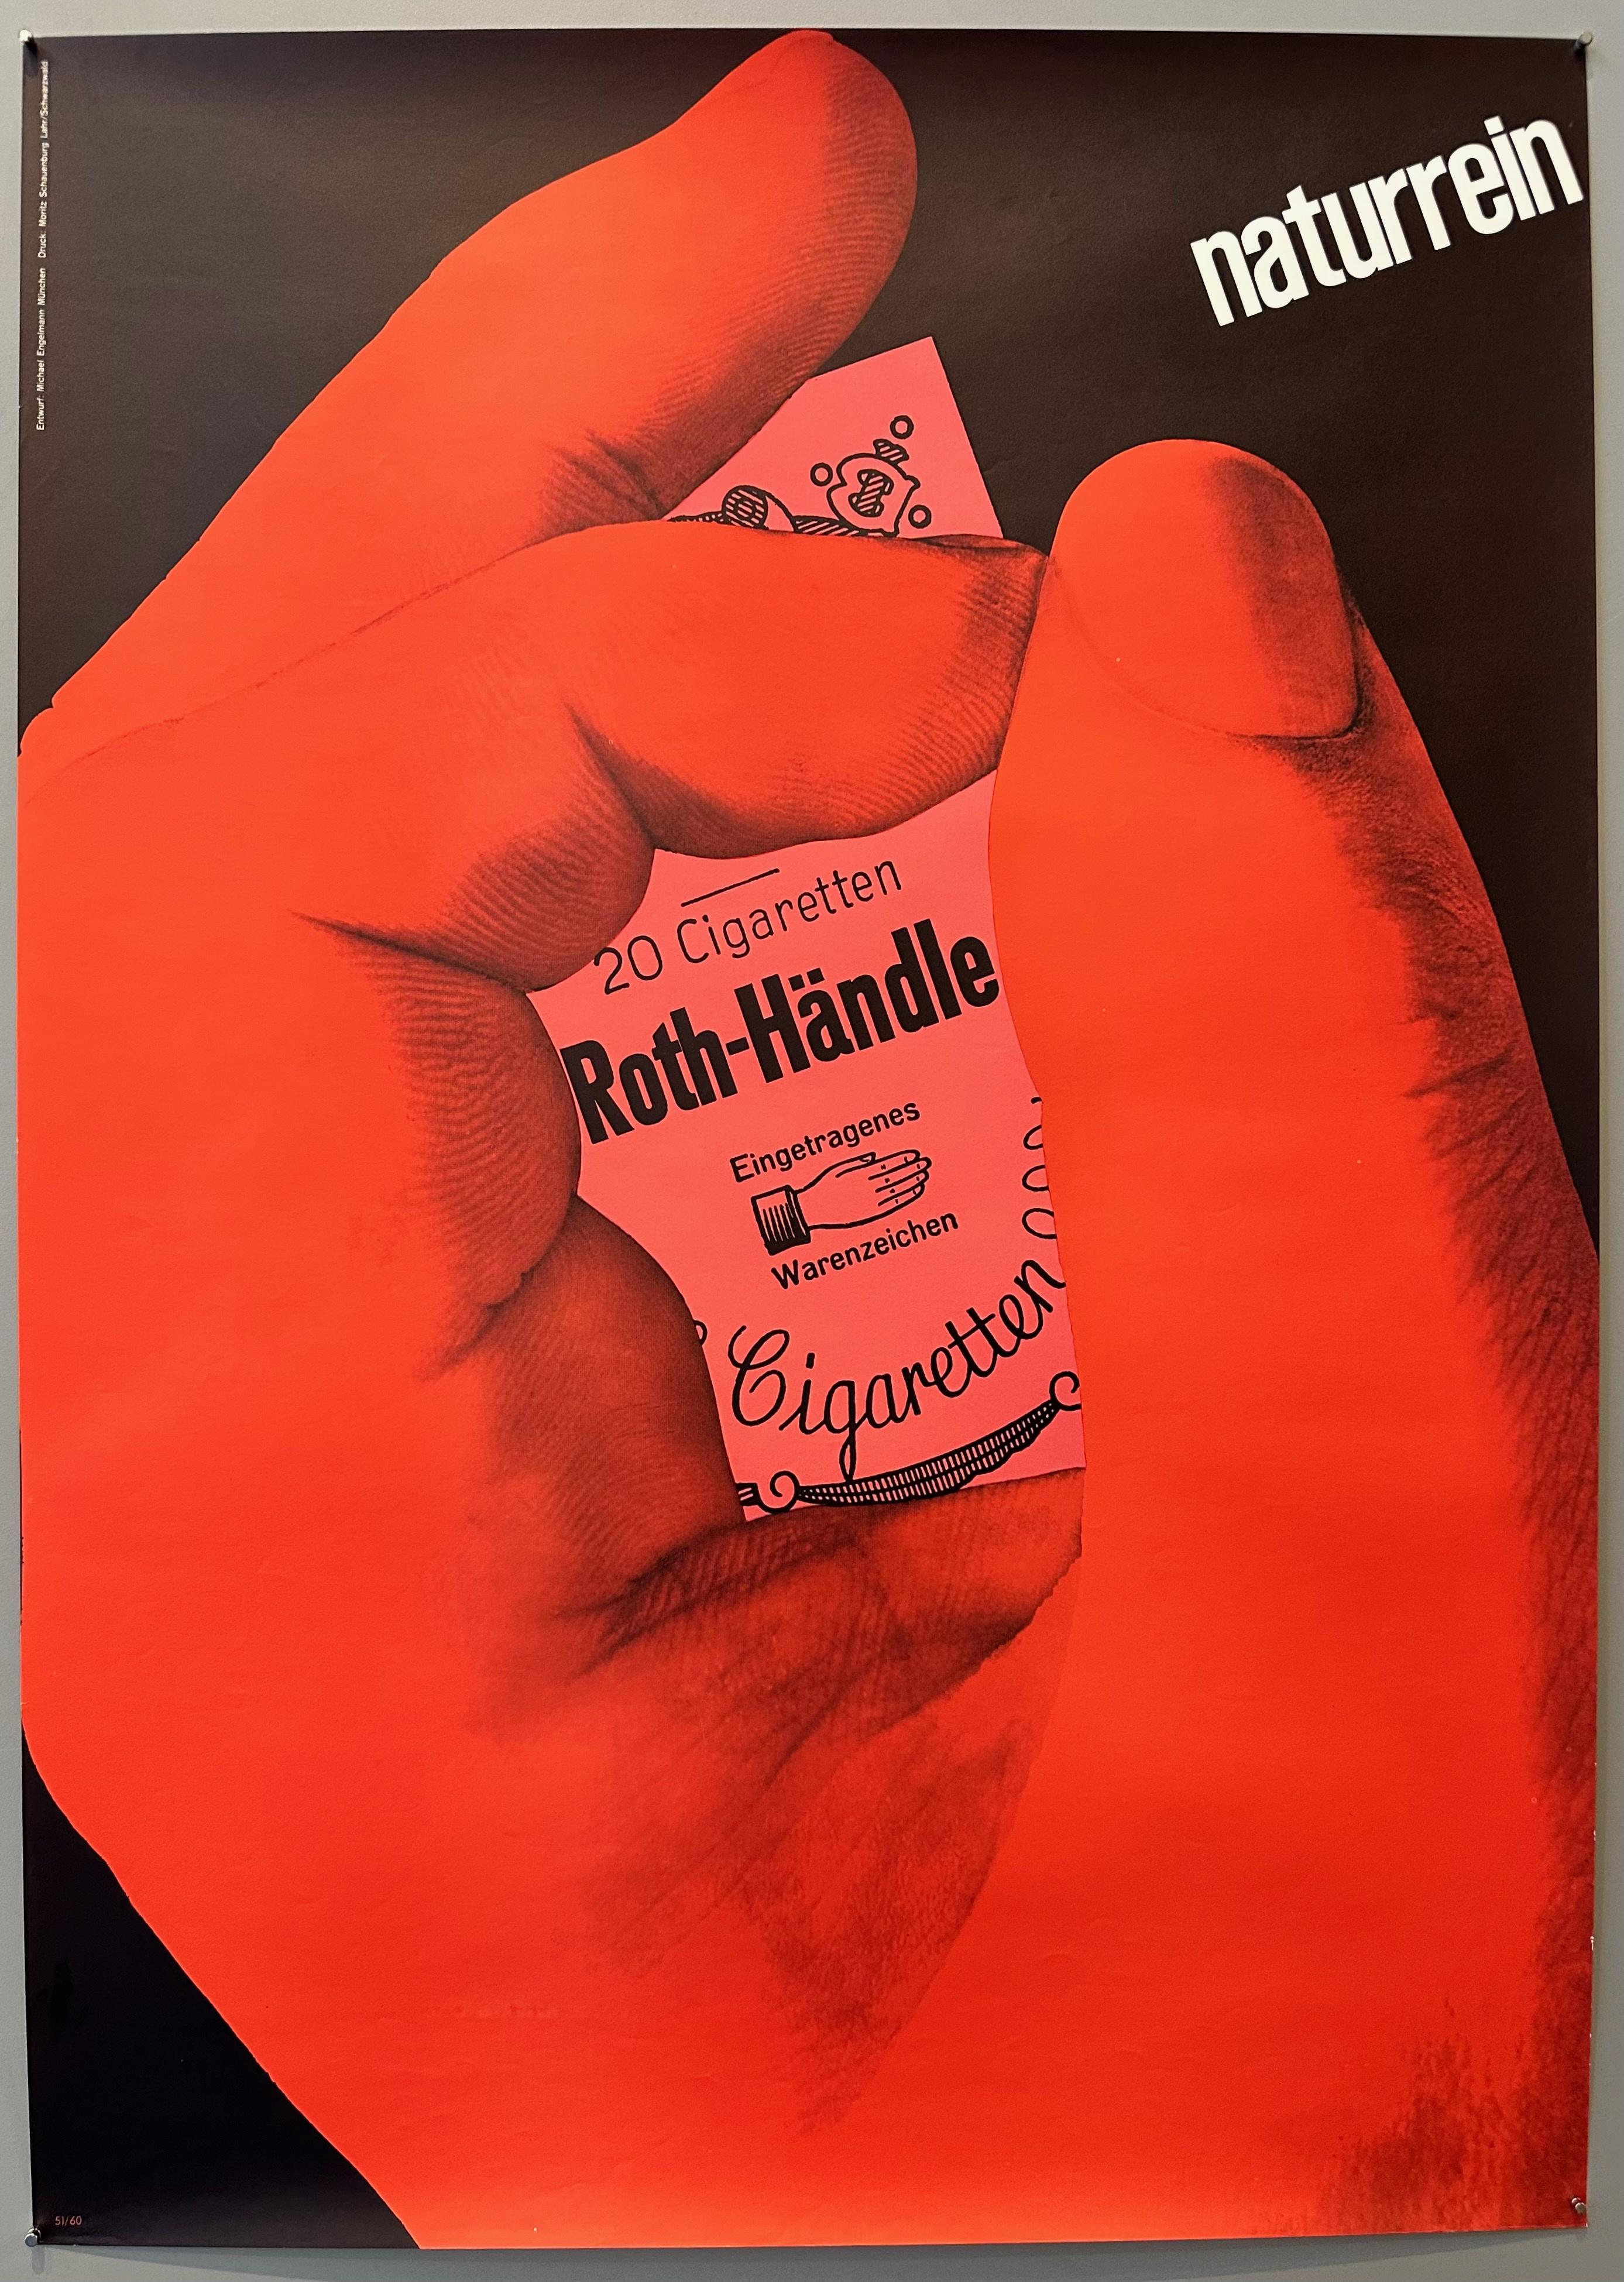 Entwurf: Michael Engelmann München Druck: Moritz Schauenburg Lahr/Schwarzwald
naturrein
20 Cigaretten
Roth-Händle
Eingetragenes
Warenzeichen
Cigaretten
51/60